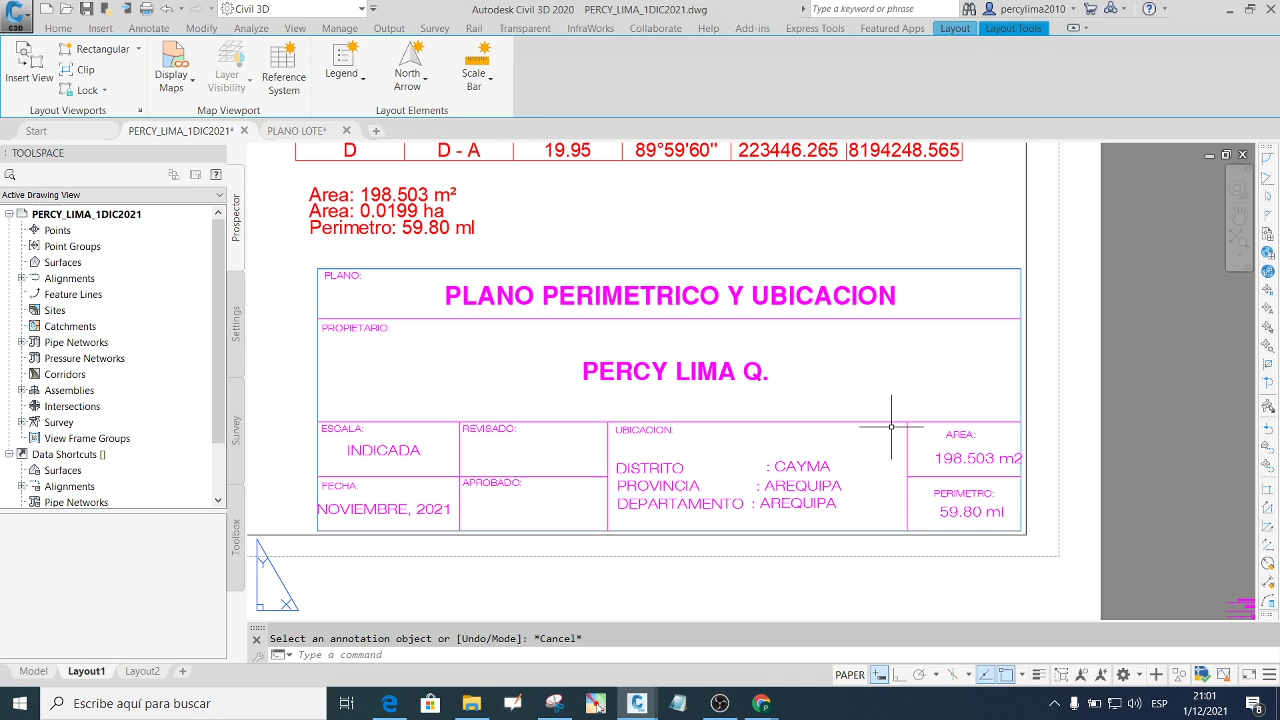 Civil 3D
Autodesk Civil 3D 2020 PERCY_LIMA_1DIC2021.dwg
Type a keyword or phrase
percylima2010
Home Insert Annotate Modify Analyze View Manage Output Survey Rail Transparent InfraWorks Collaborate Help Add-ins Express Tools Featured Apps Layout Layout Tools
C3D
Insert View
Rectangular
Clip
Lock
Display Maps
Layer Visibility
Reference System
Legend
North Arrow
Scale Bar
Layout Viewports
Map Viewport
Layout Elements
Start
PERCY_LIMA_1DIC2021*
PLANO LOTE*
TOOLSPACE
Active Drawing View
PERCY_LIMA_1DIC2021
Points
Point Groups
Surfaces
Alignments
Feature Lines
Sites
Catchments
Pipe Networks
Pressure Networks
Corridors
Assemblies
Intersections
Survey
View Frame Groups
Data Shortcuts []
Surfaces
Alignments
Pipe Networks
Prospector
Settings
Survey
Toolbox
D D - A 19.95 89°59'60" 223446.265 8194248.565
Area: 198.503 m²
Area: 0.0199 ha
Perimetro: 59.80 ml
PLANO:
PLANO PERIMETRICO Y UBICACION
PROPIETARIO:
PERCY LIMA Q.
ESCALA:
INDICADA
REVISADO:
FECHA:
NOVIEMBRE, 2021
APROBADO:
UBICACION:
DISTRITO : CAYMA
PROVINCIA : AREQUIPA
DEPARTAMENTO : AREQUIPA
AREA:
198.503 m2
PERIMETRO:
59.80 ml
Y
X
Select an annotation object or [Undo/Mode]: *Cancel*
Type a command
Model Layout1 Layout2
PAPER
Escribe aquí para buscar
ESP
21:01
1/12/2021
8